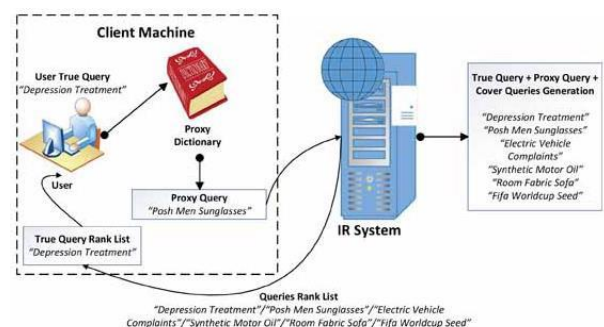 Client Machine
User True Query
"Depression Treatment"
DICTIONARY
Proxy
Dictionary
User
Proxy Query
"Posh Men Sunglasses"
True Query Rank List
"Depression Treatment"
IR System
True Query + Proxy Query +
Cover Queries Generation
"Depression Treatment"
"Posh Men Sunglasses"
"Electric Vehicle
Complaints"
"Synthetic Motor Oil"
"Room Fabric Sofa"
"Fifa Worldcup Seed"
Queries Rank List
"Depression Treatment"/"Posh Men Sunglasses"/"Electric Vehicle
Complaints"/"Synthetic Motor Oil"/"Room Fabric Sofa"/"Fifa Worldcup Seed"